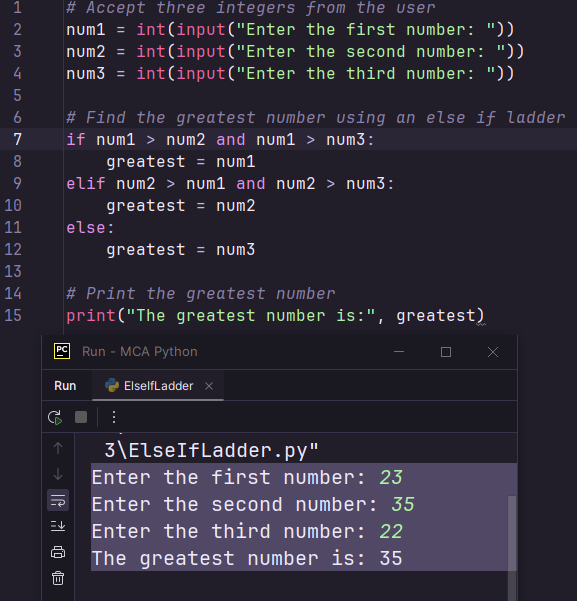 1 # Accept three integers from the user
2 num1 = int(input("Enter the first number: "))
3 num2 = int(input("Enter the second number: "))
4 num3 = int(input("Enter the third number: "))
5
6 # Find the greatest number using an else if ladder
7 if num1 > num2 and num1 > num3:
8     greatest = num1
9 elif num2 > num1 and num2 > num3:
10     greatest = num2
11 else:
12     greatest = num3
13
14 # Print the greatest number
15 print("The greatest number is:", greatest)
PC Run - MCA Python
Run ElseIfLadder
3\ElseIfLadder.py"
Enter the first number: 23
Enter the second number: 35
Enter the third number: 22
The greatest number is: 35